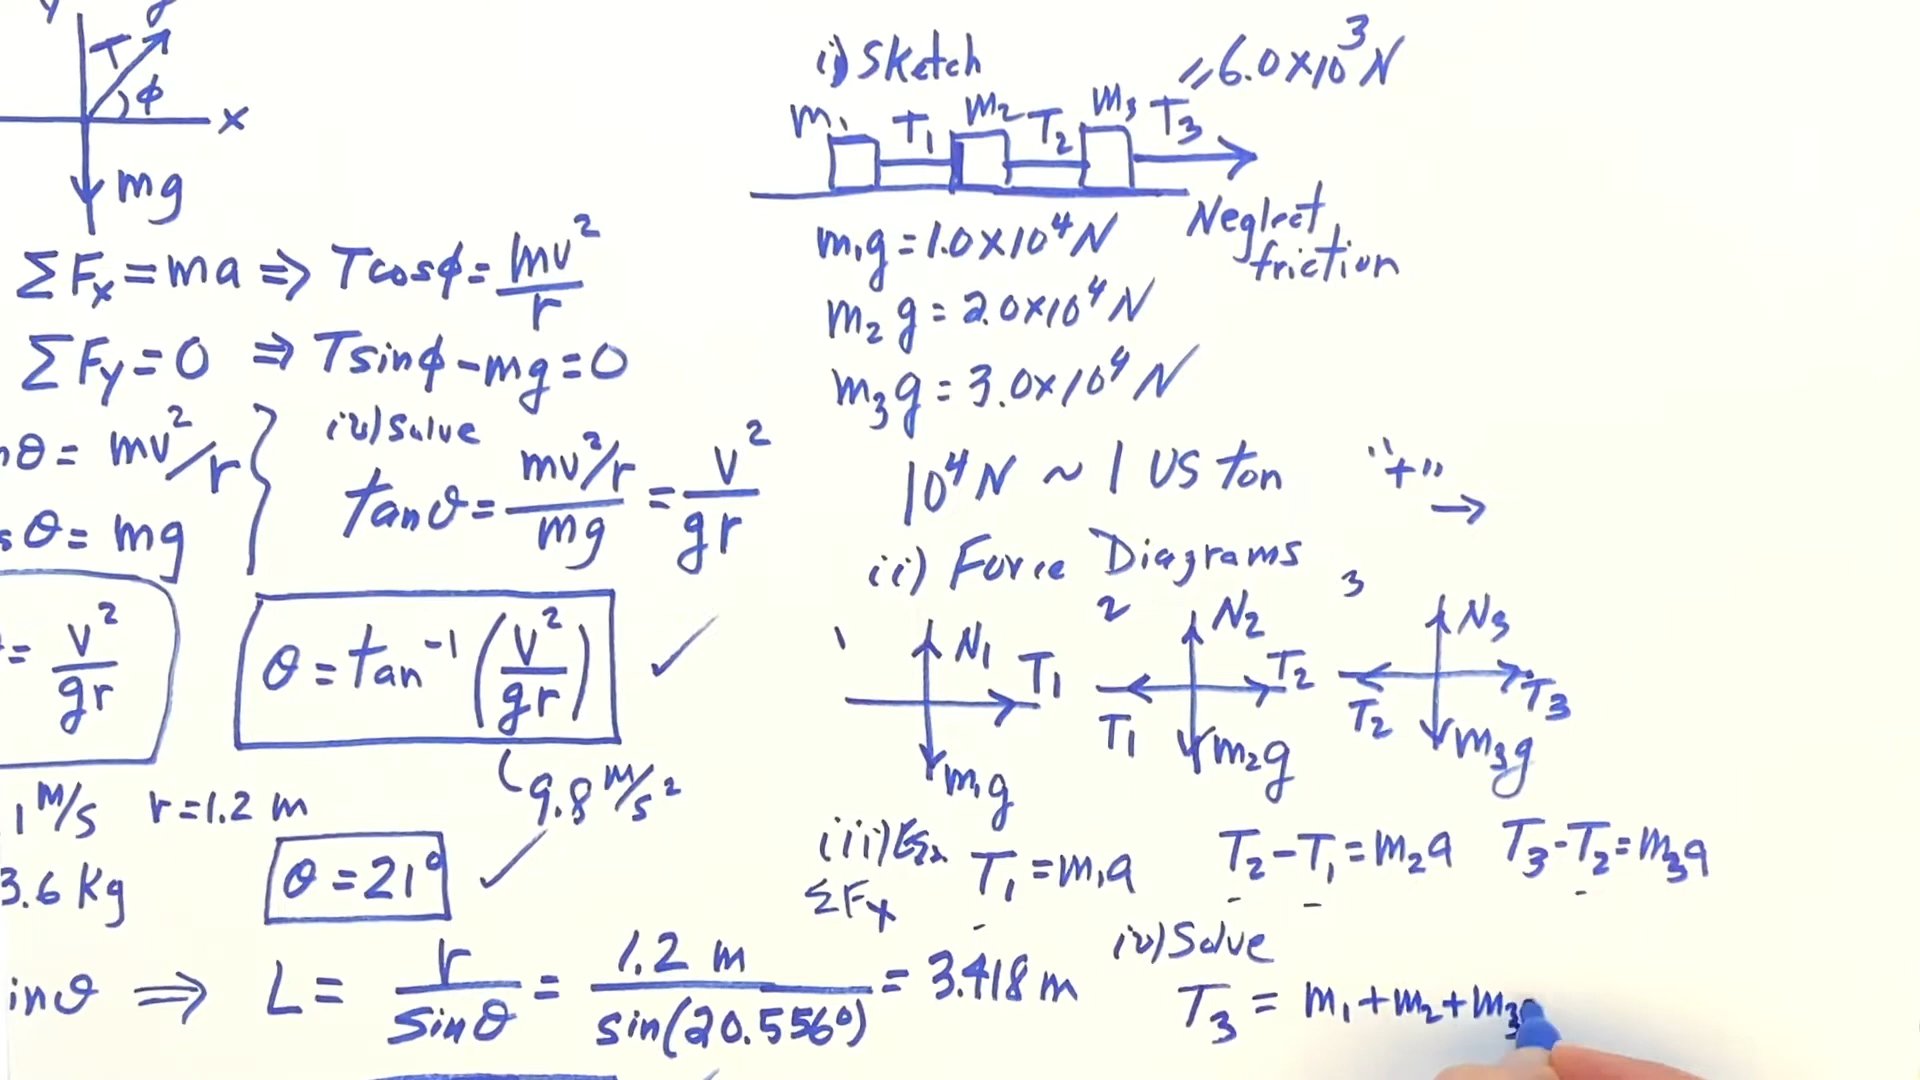 y
T
ϕ
x
mg
ΣFx = ma ⇒ Tcosϕ = mv²/r
ΣFy = 0 ⇒ Tsinϕ - mg = 0
θ = mv²/r
θ = mg
iv) Solve
tanθ = (mv²/r)/mg = v²/gr
= v²/gr
θ = tan⁻¹(v²/gr) ✓
9.8 m/s²
1 m/s r = 1.2 m
3.6 kg
θ = 21° ✓
inθ ⇒ L = r/sinθ = 1.2 m/sin(20.556°) = 3.418 m
i) Sketch
= 6.0×10³ N
m₁ T₁ m₂ T₂ m₃ T₃
Neglect
friction
m₁g = 1.0×10⁴ N
m₂g = 2.0×10⁴ N
m₃g = 3.0×10⁴ N
10⁴ N ~ 1 US ton
"+" →
ii) Force Diagrams
1 N₁ T₁ m₁g
2 N₂ T₂ T₁ m₂g
3 N₃ T₃ T₂ m₃g
iii) Eqn
ΣFx
T₁ = m₁a T₂ - T₁ = m₂a T₃ - T₂ = m₃a
iv) Solve
T₃ = m₁ + m₂ + m₃